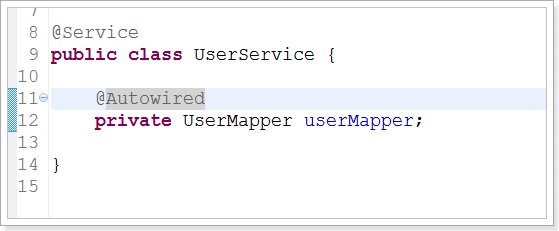 7
8 @Service
9 public class UserService {
10
11 @Autowired
12 private UserMapper userMapper;
13
14 }
15